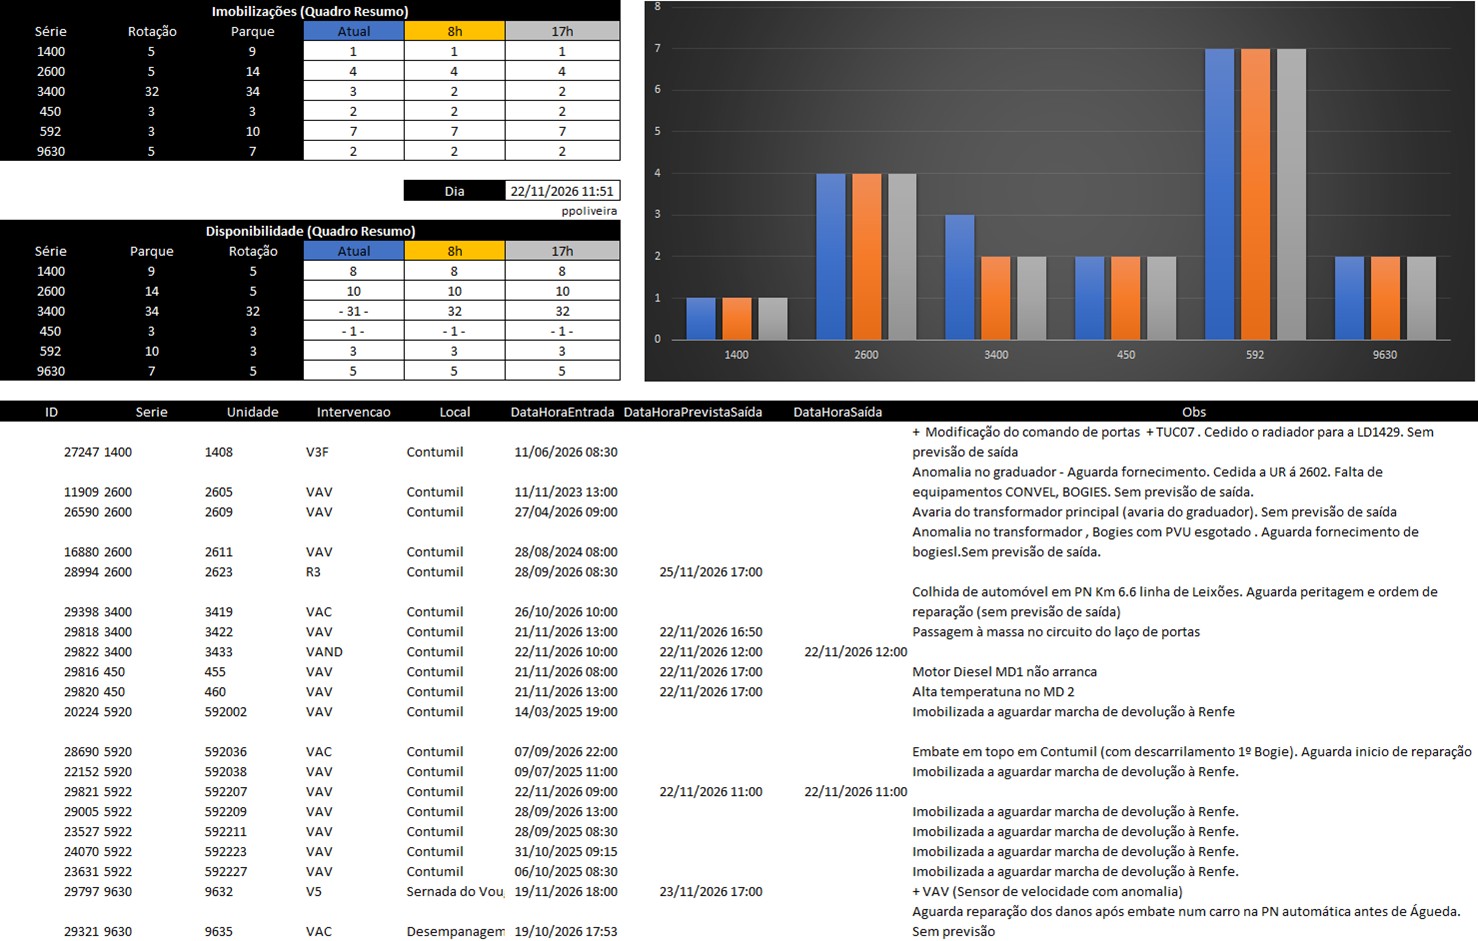 Imobilizações (Quadro Resumo)
Série Rotação Parque Atual 8h 17h
1400 5 9 1 1 1
2600 5 14 4 4 4
3400 32 34 3 2 2
450 3 3 2 2 2
592 3 10 7 7 7
9630 5 7 2 2 2
Dia 22/11/2026 11:51
ppoliveira
Disponibilidade (Quadro Resumo)
Série Parque Rotação Atual 8h 17h
1400 9 5 8 8 8
2600 14 5 10 10 10
3400 34 32 - 31 - 32 32
450 3 3 - 1 - - 1 - - 1 -
592 10 3 3 3 3
9630 7 5 5 5 5
8
7
6
5
4
3
2
1
0
1400 2600 3400 450 592 9630
ID Serie Unidade Intervencao Local DataHoraEntrada DataHoraPrevistaSaída DataHoraSaída Obs
+ Modificação do comando de portas + TUC07 . Cedido o radiador para a LD1429. Sem
27247 1400 1408 V3F Contumil 11/06/2026 08:30 previsão de saída
Anomalia no graduador - Aguarda fornecimento. Cedida a UR á 2602. Falta de
11909 2600 2605 VAV Contumil 11/11/2023 13:00 equipamentos CONVEL, BOGIES. Sem previsão de saída.
26590 2600 2609 VAV Contumil 27/04/2026 09:00 Avaria do transformador principal (avaria do graduador). Sem previsão de saída
Anomalia no transformador , Bogies com PVU esgotado . Aguarda fornecimento de
16880 2600 2611 VAV Contumil 28/08/2024 08:00 bogiesl.Sem previsão de saída.
28994 2600 2623 R3 Contumil 28/09/2026 08:30 25/11/2026 17:00
Colhida de automóvel em PN Km 6.6 linha de Leixões. Aguarda peritagem e ordem de
29398 3400 3419 VAC Contumil 26/10/2026 10:00 reparação (sem previsão de saída)
29818 3400 3422 VAV Contumil 21/11/2026 13:00 22/11/2026 16:50 Passagem à massa no circuito do laço de portas
29822 3400 3433 VAND Contumil 22/11/2026 10:00 22/11/2026 12:00 22/11/2026 12:00
29816 450 455 VAV Contumil 21/11/2026 08:00 22/11/2026 17:00 Motor Diesel MD1 não arranca
29820 450 460 VAV Contumil 21/11/2026 13:00 22/11/2026 17:00 Alta temperatuna no MD 2
20224 5920 592002 VAV Contumil 14/03/2025 19:00 Imobilizada a aguardar marcha de devolução à Renfe
28690 5920 592036 VAC Contumil 07/09/2026 22:00 Embate em topo em Contumil (com descarrilamento 1º Bogie). Aguarda inicio de reparação
22152 5920 592038 VAV Contumil 09/07/2025 11:00 Imobilizada a aguardar marcha de devolução à Renfe.
29821 5922 592207 VAV Contumil 22/11/2026 09:00 22/11/2026 11:00 22/11/2026 11:00
29005 5922 592209 VAV Contumil 28/09/2026 13:00 Imobilizada a aguardar marcha de devolução à Renfe.
23527 5922 592211 VAV Contumil 28/09/2025 08:30 Imobilizada a aguardar marcha de devolução à Renfe.
24070 5922 592223 VAV Contumil 31/10/2025 09:15 Imobilizada a aguardar marcha de devolução à Renfe.
23631 5922 592227 VAV Contumil 06/10/2025 08:30 Imobilizada a aguardar marcha de devolução à Renfe.
29797 9630 9632 V5 Sernada do Vou 19/11/2026 18:00 23/11/2026 17:00 + VAV (Sensor de velocidade com anomalia)
Aguarda reparação dos danos após embate num carro na PN automática antes de Águeda.
29321 9630 9635 VAC Desempanagem 19/10/2026 17:53 Sem previsão